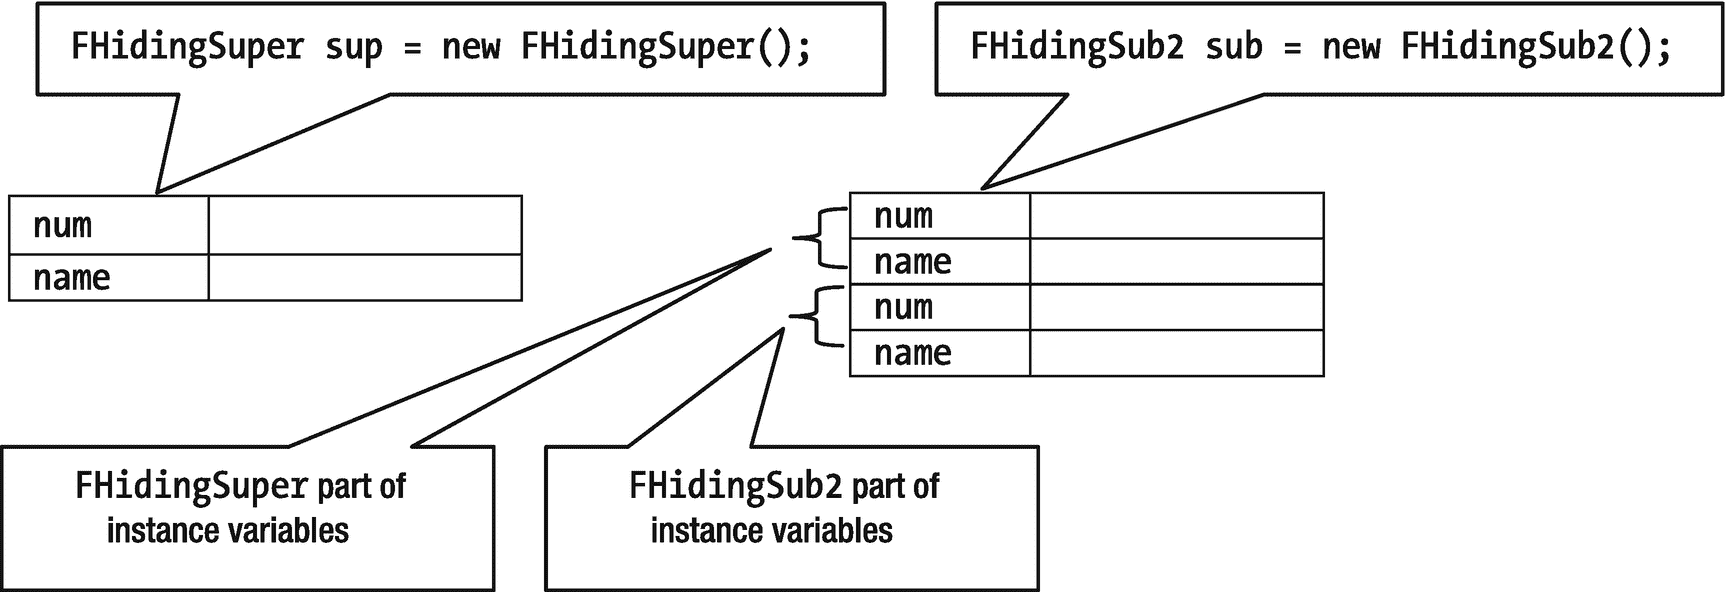 FHidingSuper sup = new FHidingSuper();
FHidingSub2 sub = new FHidingSub2();
num
name
num
name
num
name
FHidingSuper part of
instance variables
FHidingSub2 part of
instance variables